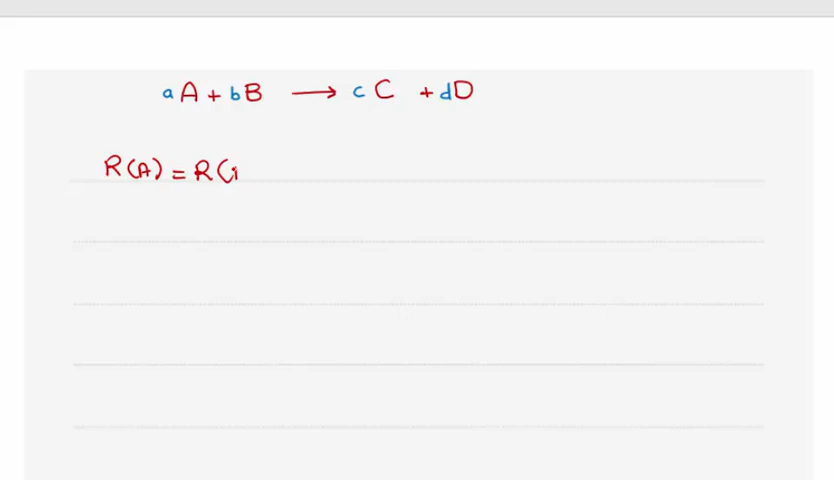 aA + bB → cC + dD
R(A) = R(